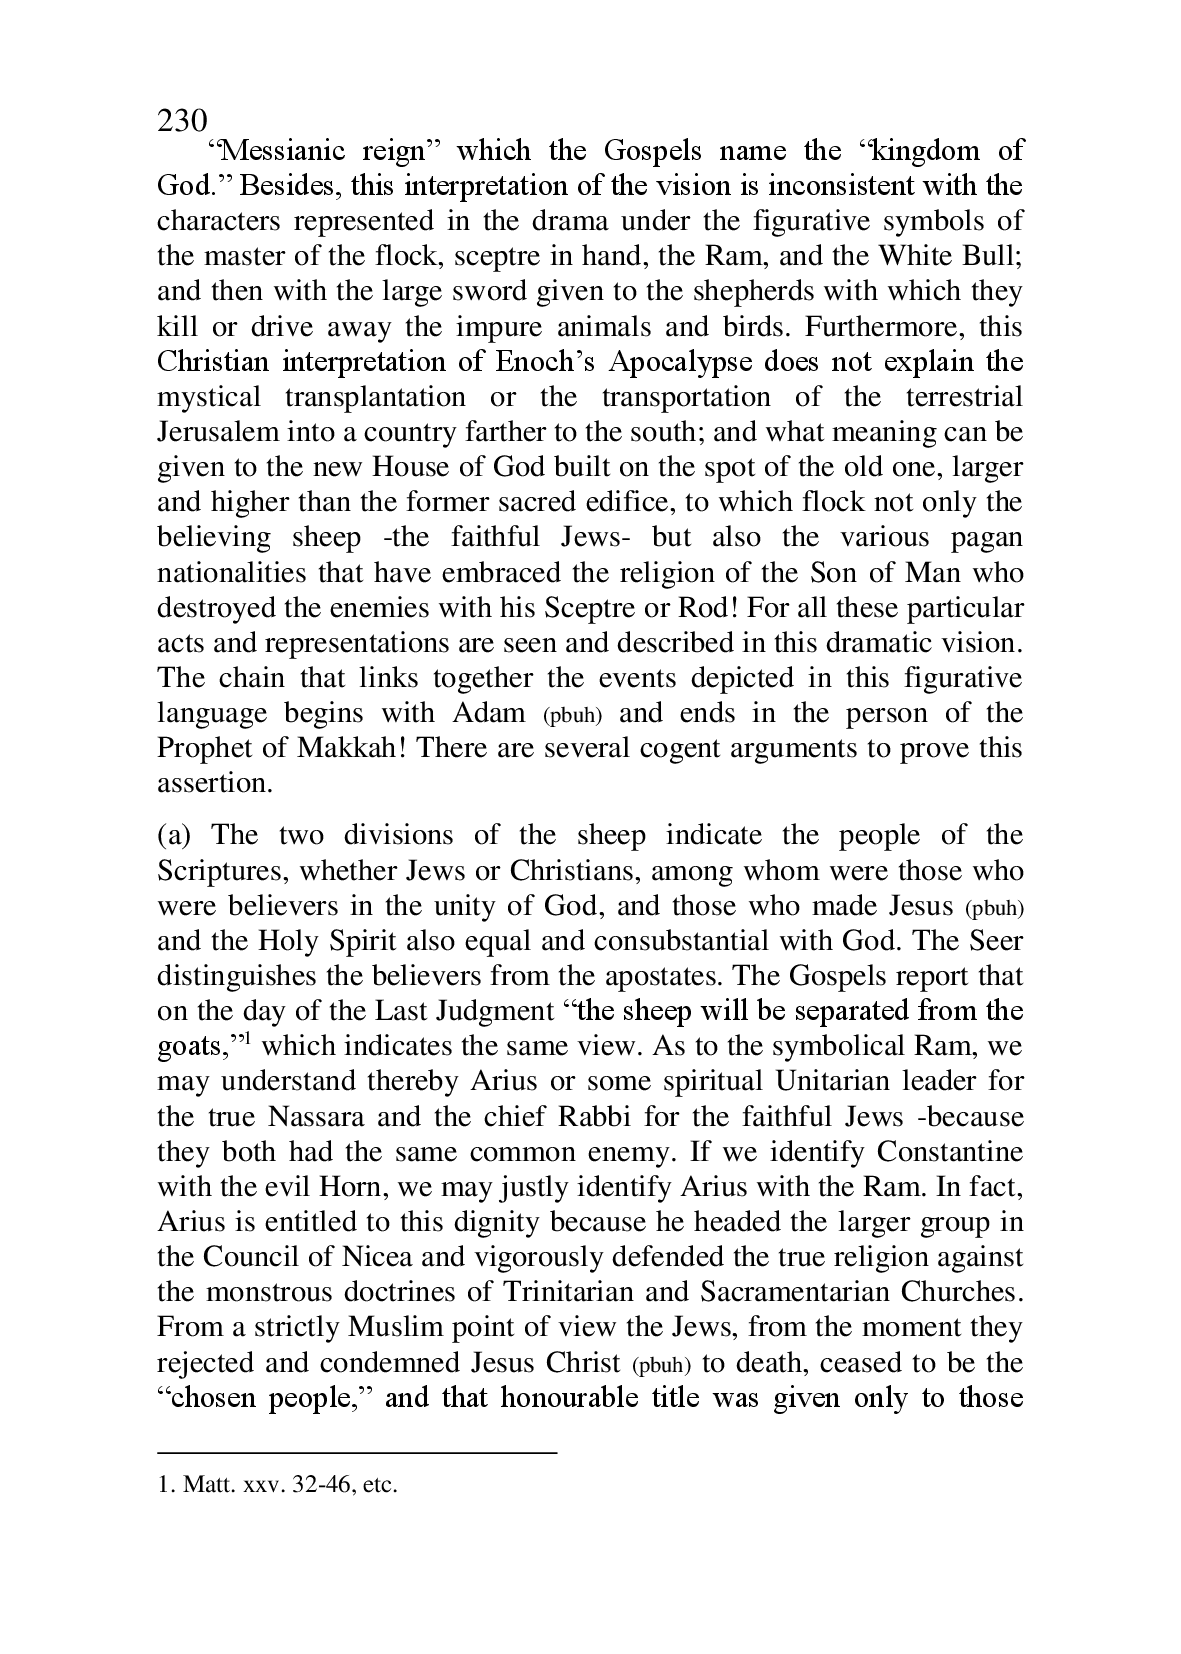 230
“Messianic reign” which the Gospels name the “kingdom of
God.” Besides, this interpretation of the vision is inconsistent with the
characters represented in the drama under the figurative symbols of
the master of the flock, sceptre in hand, the Ram, and the White Bull;
and then with the large sword given to the shepherds with which they
kill or drive away the impure animals and birds. Furthermore, this
Christian interpretation of Enoch’s Apocalypse does not explain the
mystical transplantation or the transportation of the terrestrial
Jerusalem into a country farther to the south; and what meaning can be
given to the new House of God built on the spot of the old one, larger
and higher than the former sacred edifice, to which flock not only the
believing sheep -the faithful Jews- but also the various pagan
nationalities that have embraced the religion of the Son of Man who
destroyed the enemies with his Sceptre or Rod! For all these particular
acts and representations are seen and described in this dramatic vision.
The chain that links together the events depicted in this figurative
language begins with Adam (pbuh) and ends in the person of the
Prophet of Makkah! There are several cogent arguments to prove this
assertion.
(a) The two divisions of the sheep indicate the people of the
Scriptures, whether Jews or Christians, among whom were those who
were believers in the unity of God, and those who made Jesus (pbuh)
and the Holy Spirit also equal and consubstantial with God. The Seer
distinguishes the believers from the apostates. The Gospels report that
on the day of the Last Judgment “the sheep will be separated from the
goats,”1 which indicates the same view. As to the symbolical Ram, we
may understand thereby Arius or some spiritual Unitarian leader for
the true Nassara and the chief Rabbi for the faithful Jews -because
they both had the same common enemy. If we identify Constantine
with the evil Horn, we may justly identify Arius with the Ram. In fact,
Arius is entitled to this dignity because he headed the larger group in
the Council of Nicea and vigorously defended the true religion against
the monstrous doctrines of Trinitarian and Sacramentarian Churches.
From a strictly Muslim point of view the Jews, from the moment they
rejected and condemned Jesus Christ (pbuh) to death, ceased to be the
“chosen people,” and that honourable title was given only to those
1. Matt. xxv. 32-46, etc.